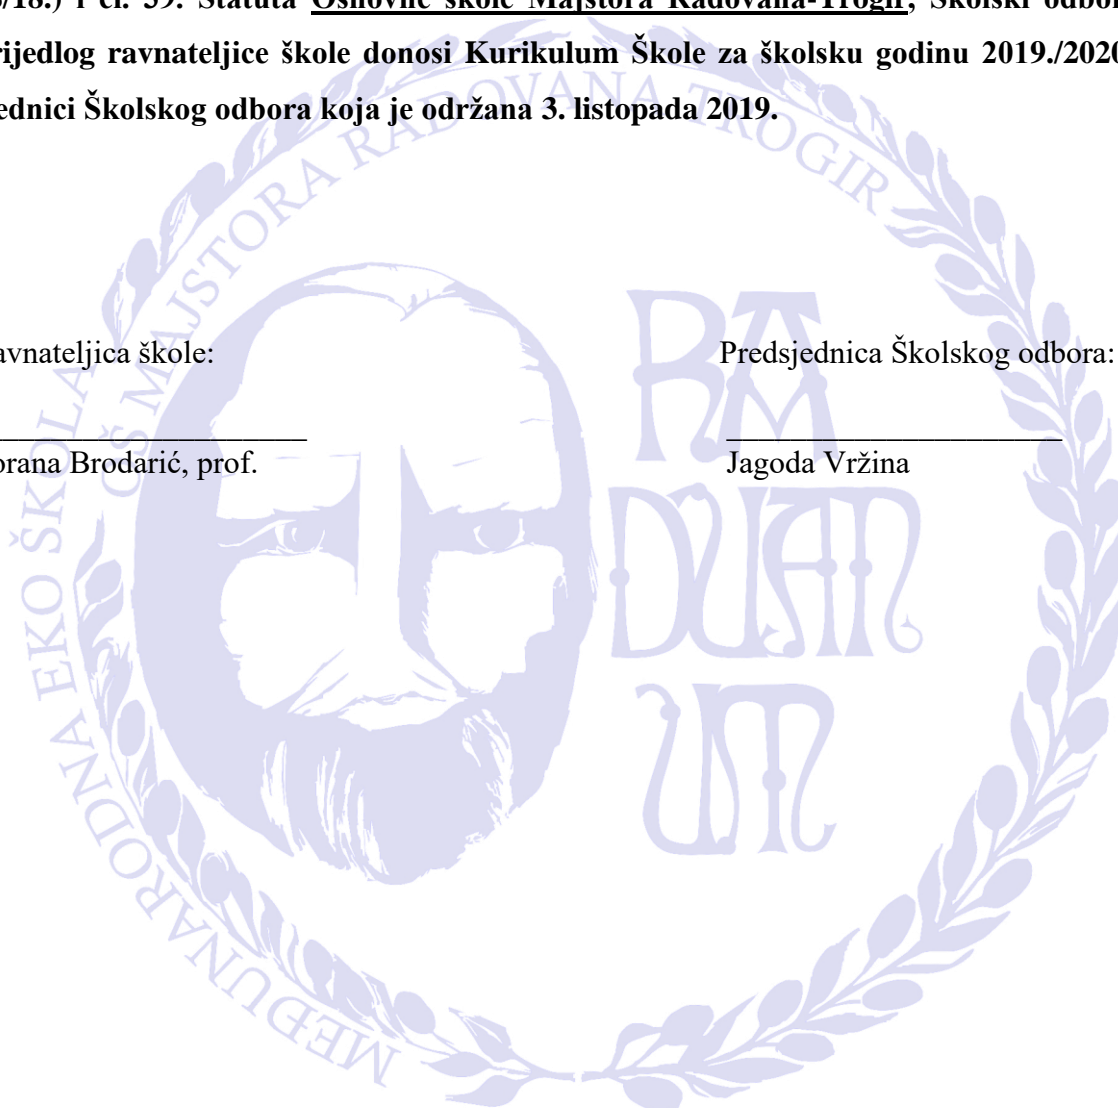 /18.) i čl. 59. Statuta Osnovne škole Majstora Radovana-Trogir, Školski odbor
rijedlog ravnateljice škole donosi Kurikulum Škole za školsku godinu 2019./2020
ednici Školskog odbora koja je održana 3. listopada 2019.
avnateljica škole: Predsjednica Školskog odbora:
orana Brodarić, prof. Jagoda Vržina
MEĐUNARODNA EKO ŠKOLA
OŠ MAJSTORA RADOVANA TROGIR
RA
DUAN
UM